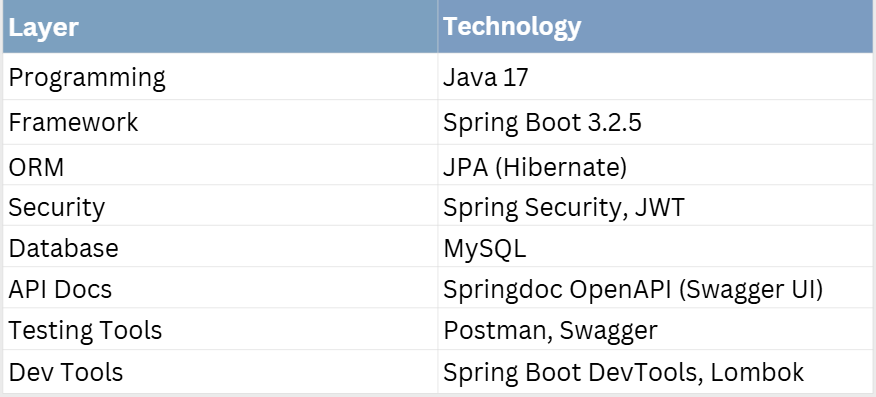 Layer Technology
Programming Java 17
Framework Spring Boot 3.2.5
ORM JPA (Hibernate)
Security Spring Security, JWT
Database MySQL
API Docs Springdoc OpenAPI (Swagger UI)
Testing Tools Postman, Swagger
Dev Tools Spring Boot DevTools, Lombok